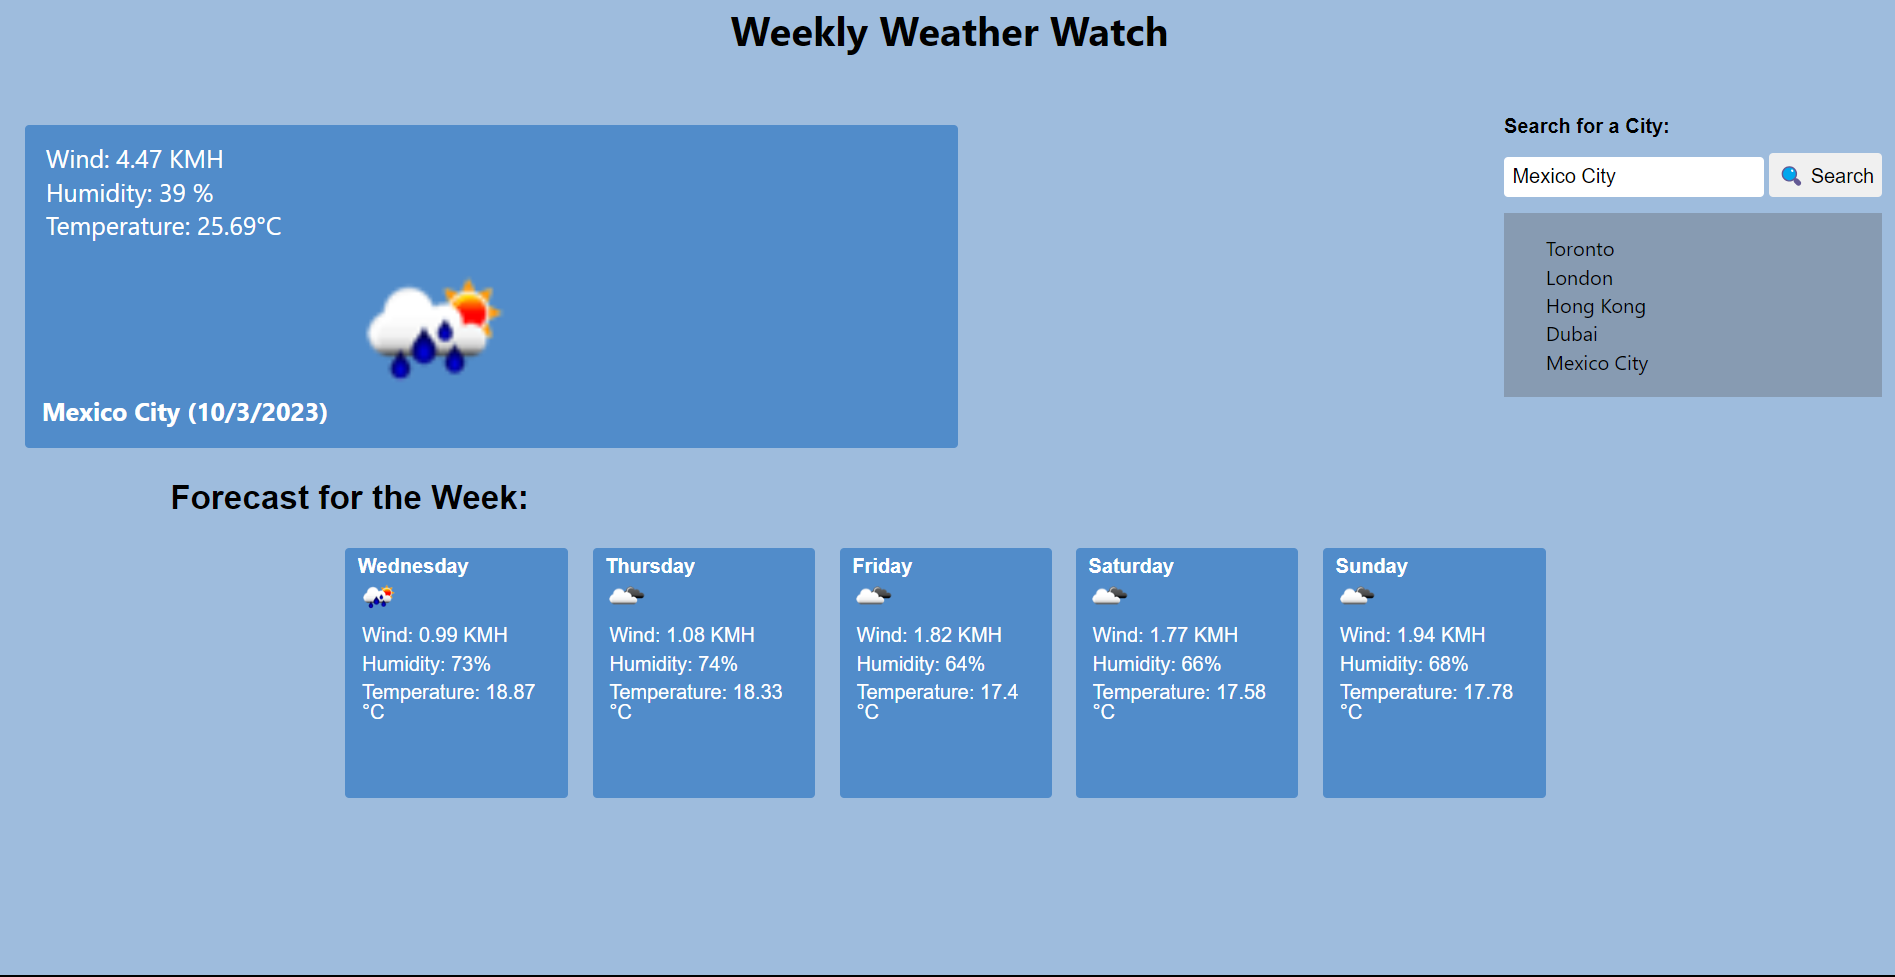 Weekly Weather Watch
Wind: 4.47 KMH
Humidity: 39 %
Temperature: 25.69°C
Mexico City (10/3/2023)
Search for a City:
Mexico City
🔍 Search
Toronto
London
Hong Kong
Dubai
Mexico City
Forecast for the Week:
Wednesday
Wind: 0.99 KMH
Humidity: 73%
Temperature: 18.87
°C
Thursday
Wind: 1.08 KMH
Humidity: 74%
Temperature: 18.33
°C
Friday
Wind: 1.82 KMH
Humidity: 64%
Temperature: 17.4
°C
Saturday
Wind: 1.77 KMH
Humidity: 66%
Temperature: 17.58
°C
Sunday
Wind: 1.94 KMH
Humidity: 68%
Temperature: 17.78
°C